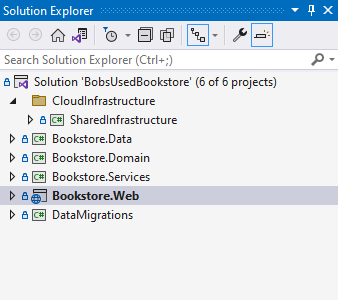 Solution Explorer
Search Solution Explorer (Ctrl+;)
Solution 'BobsUsedBookstore' (6 of 6 projects)
CloudInfrastructure
C# SharedInfrastructure
C# Bookstore.Data
C# Bookstore.Domain
C# Bookstore.Services
Bookstore.Web
C# DataMigrations